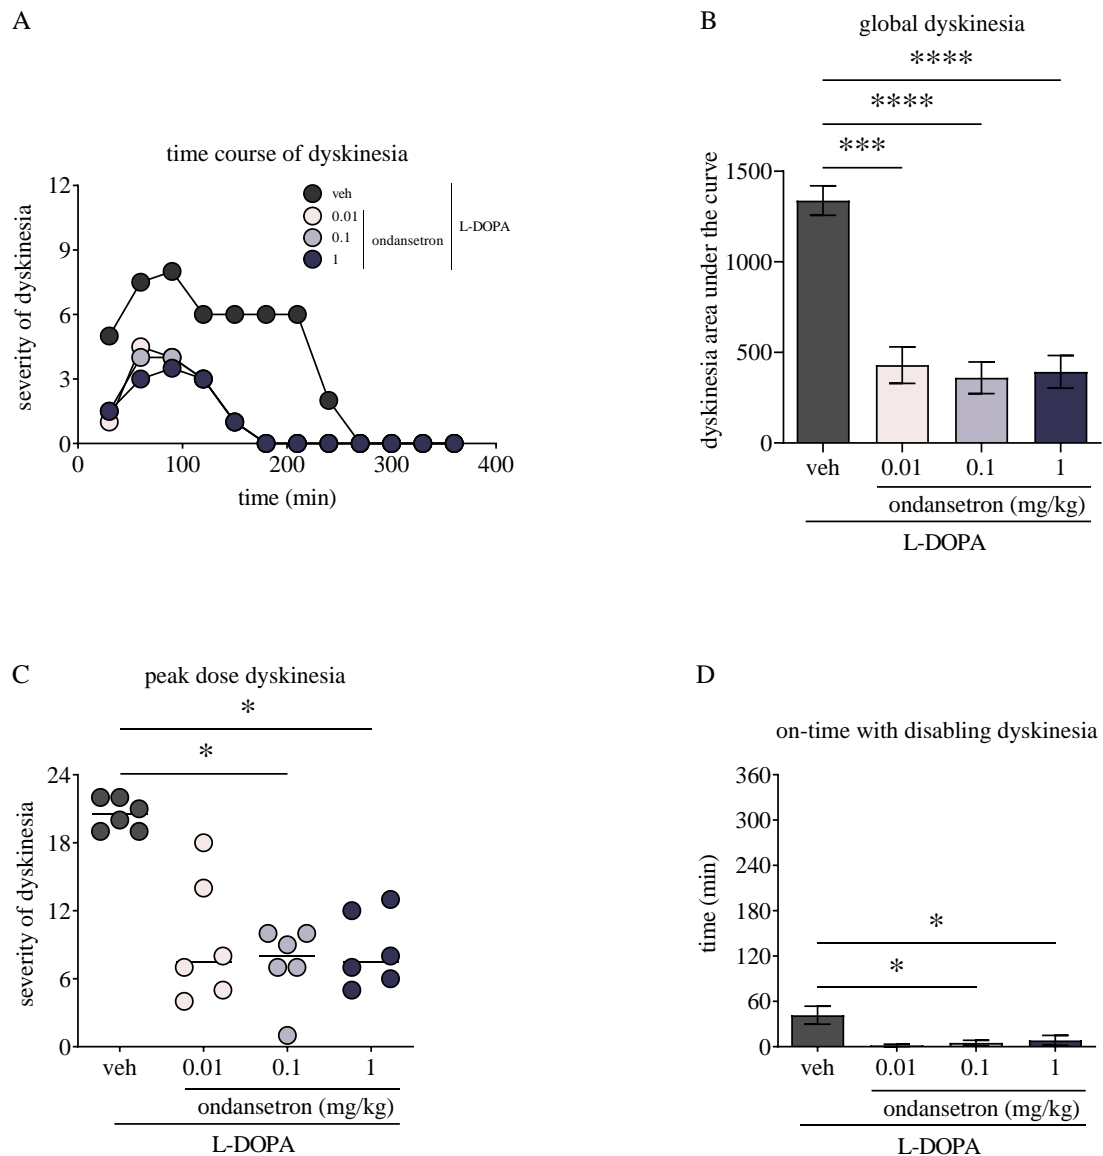 A
time course of dyskinesia
severity of dyskinesia
12
9
6
3
0
0 100 200 300 400
time (min)
veh
0.01
0.1
1
ondansetron
L-DOPA
B
global dyskinesia
****
****
***
dyskinesia area under the curve
1500
1000
500
0
veh 0.01 0.1 1
ondansetron (mg/kg)
L-DOPA
C
peak dose dyskinesia
*
*
severity of dyskinesia
24
18
12
6
0
veh 0.01 0.1 1
ondansetron (mg/kg)
L-DOPA
D
on-time with disabling dyskinesia
time (min)
360
300
240
180
120
60
0
*
*
veh 0.01 0.1 1
ondansetron (mg/kg)
L-DOPA